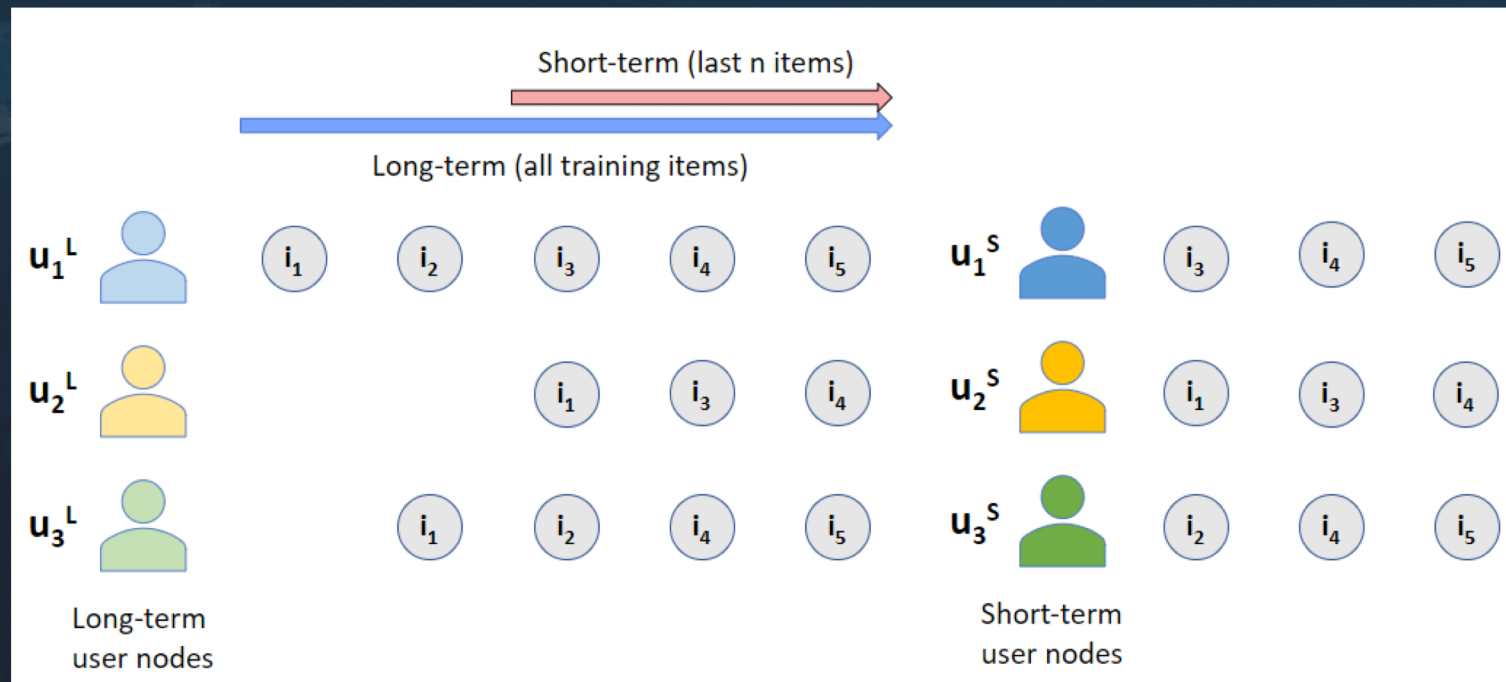 Short-term (last n items)
Long-term (all training items)
u₁ᴸ i₁ i₂ i₃ i₄ i₅ u₁ˢ i₃ i₄ i₅
u₂ᴸ i₁ i₃ i₄ u₂ˢ i₁ i₃ i₄
u₃ᴸ i₁ i₂ i₄ i₅ u₃ˢ i₂ i₄ i₅
Long-term
user nodes
Short-term
user nodes